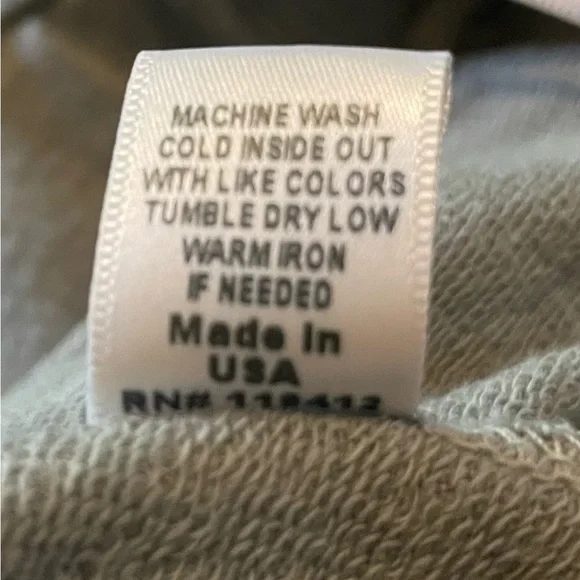 MACHINE WASH
COLD INSIDE OUT
WITH LIKE COLORS
TUMBLE DRY LOW
WARM IRON
IF NEEDED
Made In
USA
RN#